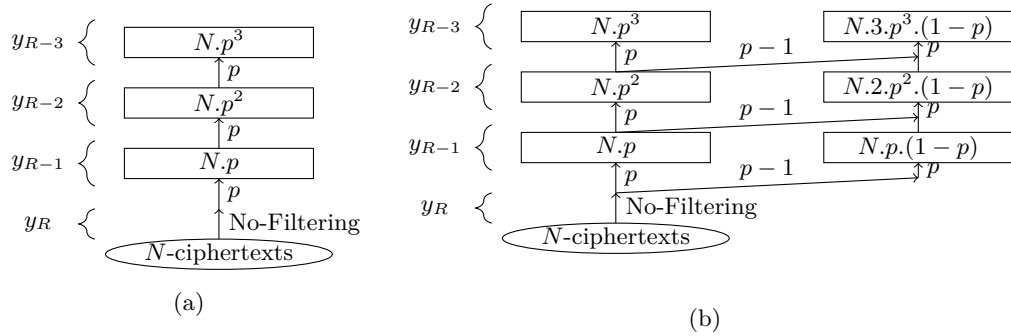 y_{R-3} N.p^3
p
y_{R-2} N.p^2
p
y_{R-1} N.p
p
y_R No-Filtering
N-ciphertexts
(a)
y_{R-3} N.p^3 N.3.p^3.(1 − p)
p p − 1 p
y_{R-2} N.p^2 N.2.p^2.(1 − p)
p p − 1 p
y_{R-1} N.p N.p.(1 − p)
p p − 1 p
y_R No-Filtering
N-ciphertexts
(b)